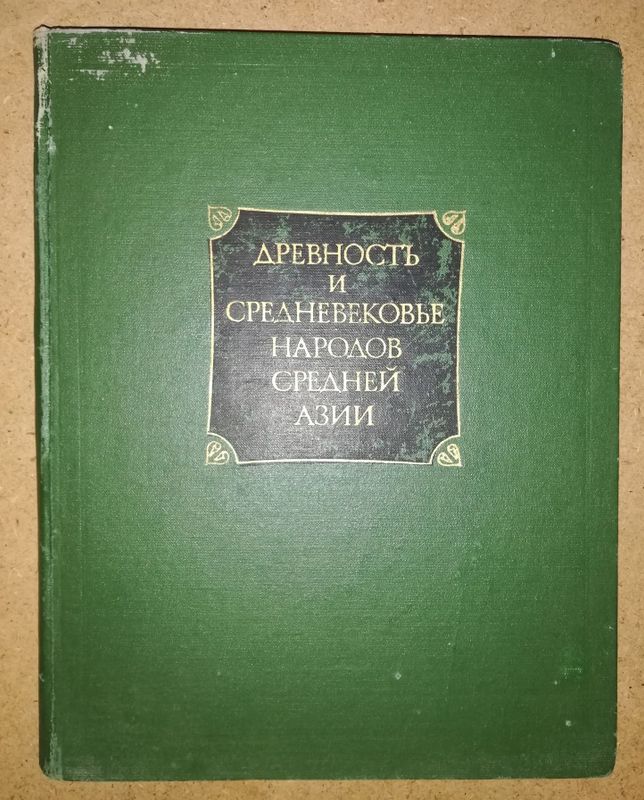 ДРЕВНОСТЬ
И
СРЕДНЕВЕКОВЬЕ
НАРОДОВ
СРЕДНЕЙ
АЗИИ